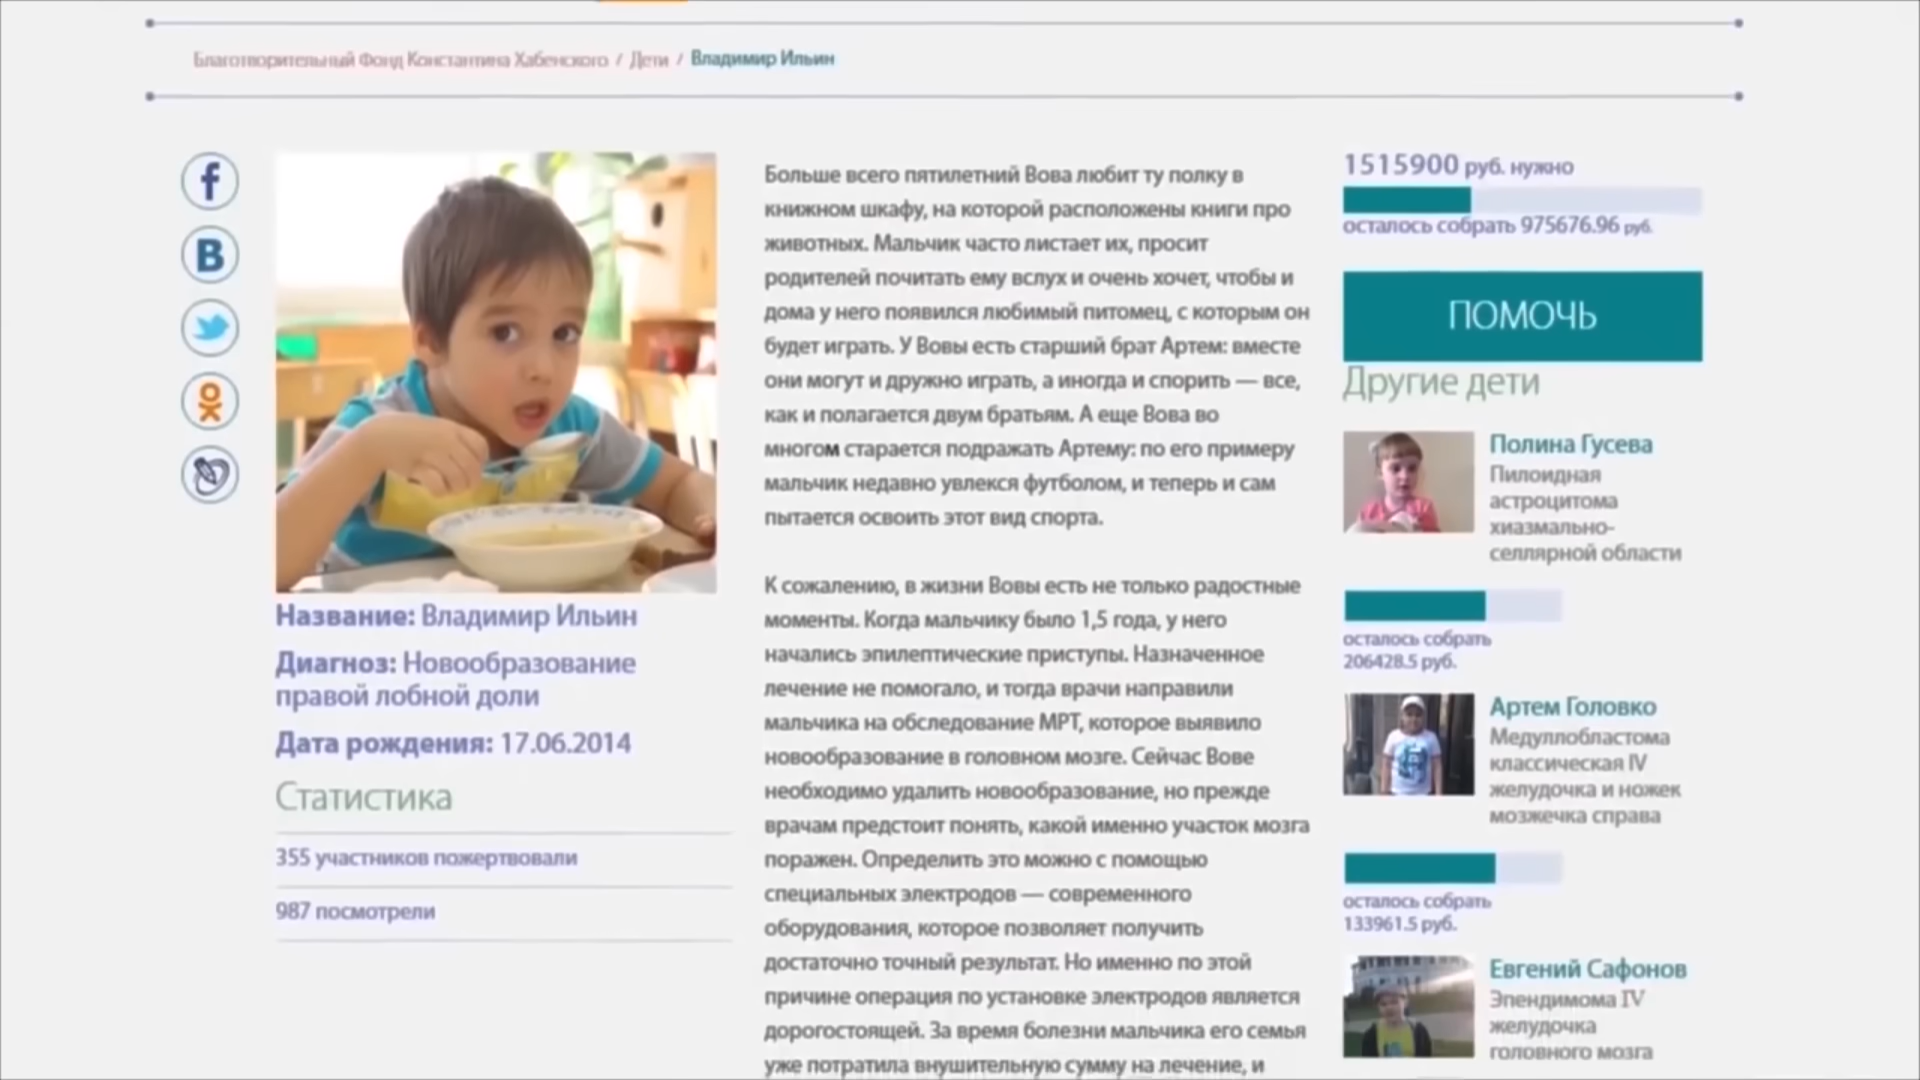 Благотворительный Фонд Константина Хабенского / Дети / Владимир Ильин
Название: Владимир Ильин
Диагноз: Новообразование
правой лобной доли
Дата рождения: 17.06.2014
Статистика
355 участников пожертвовали
987 посмотрели
Больше всего пятилетний Вова любит ту полку в
книжном шкафу, на которой расположены книги про
животных. Мальчик часто листает их, просит
родителей почитать ему вслух и очень хочет, чтобы и
дома у него появился любимый питомец, с которым он
будет играть. У Вовы есть старший брат Артем: вместе
они могут и дружно играть, а иногда и спорить — все,
как и полагается двум братьям. А еще Вова во
многом старается подражать Артему: по его примеру
мальчик недавно увлекся футболом, и теперь и сам
пытается освоить этот вид спорта.
К сожалению, в жизни Вовы есть не только радостные
моменты. Когда мальчику было 1,5 года, у него
начались эпилептические приступы. Назначенное
лечение не помогало, и тогда врачи направили
мальчика на обследование МРТ, которое выявило
новообразование в головном мозге. Сейчас Вове
необходимо удалить новообразование, но прежде
врачам предстоит понять, какой именно участок мозга
поражен. Определить это можно с помощью
специальных электродов — современного
оборудования, которое позволяет получить
достаточно точный результат. Но именно по этой
причине операция по установке электродов является
дорогостоящей. За время болезни мальчика его семья
уже потратила внушительную сумму на лечение, и
1515900 руб. нужно
осталось собрать 975676.96 руб.
ПОМОЧЬ
Другие дети
Полина Гусева
Пилоидная
астроцитома
хиазмально-
селлярной области
осталось собрать
206428.5 руб.
Артем Головко
Медуллобластома
классическая IV
желудочка и ножек
мозжечка справа
осталось собрать
133961.5 руб.
Евгений Сафонов
Эпендимома IV
желудочка
головного мозга